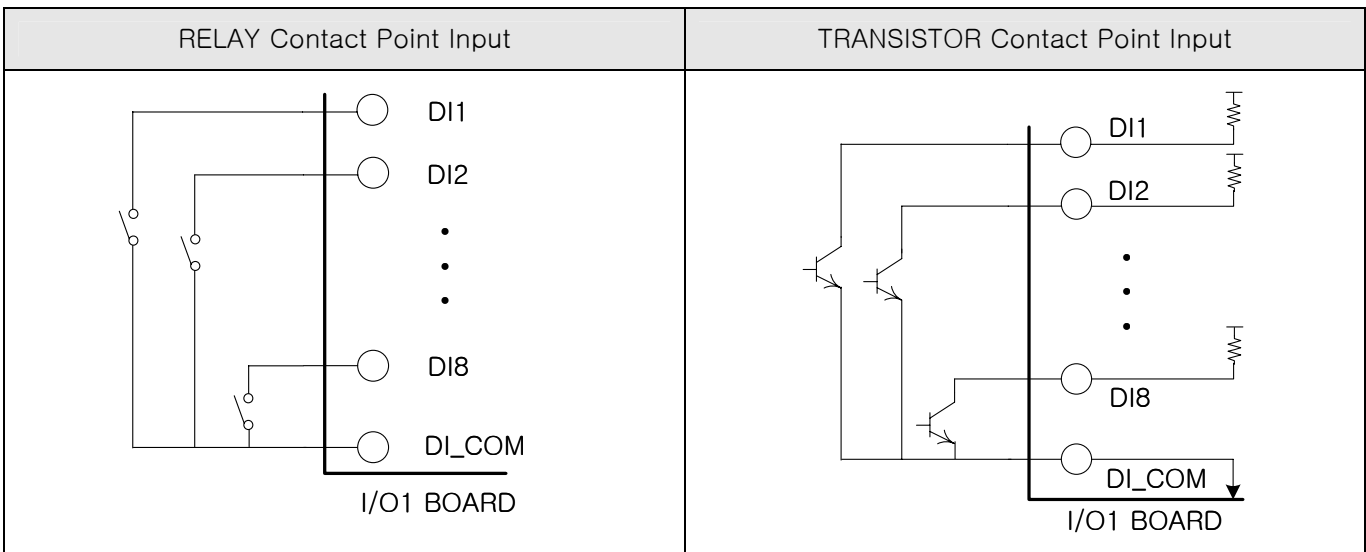 RELAY Contact Point Input
DI1
DI2
DI8
DI_COM
I/O1 BOARD
TRANSISTOR Contact Point Input
DI1
DI2
DI8
DI_COM
I/O1 BOARD